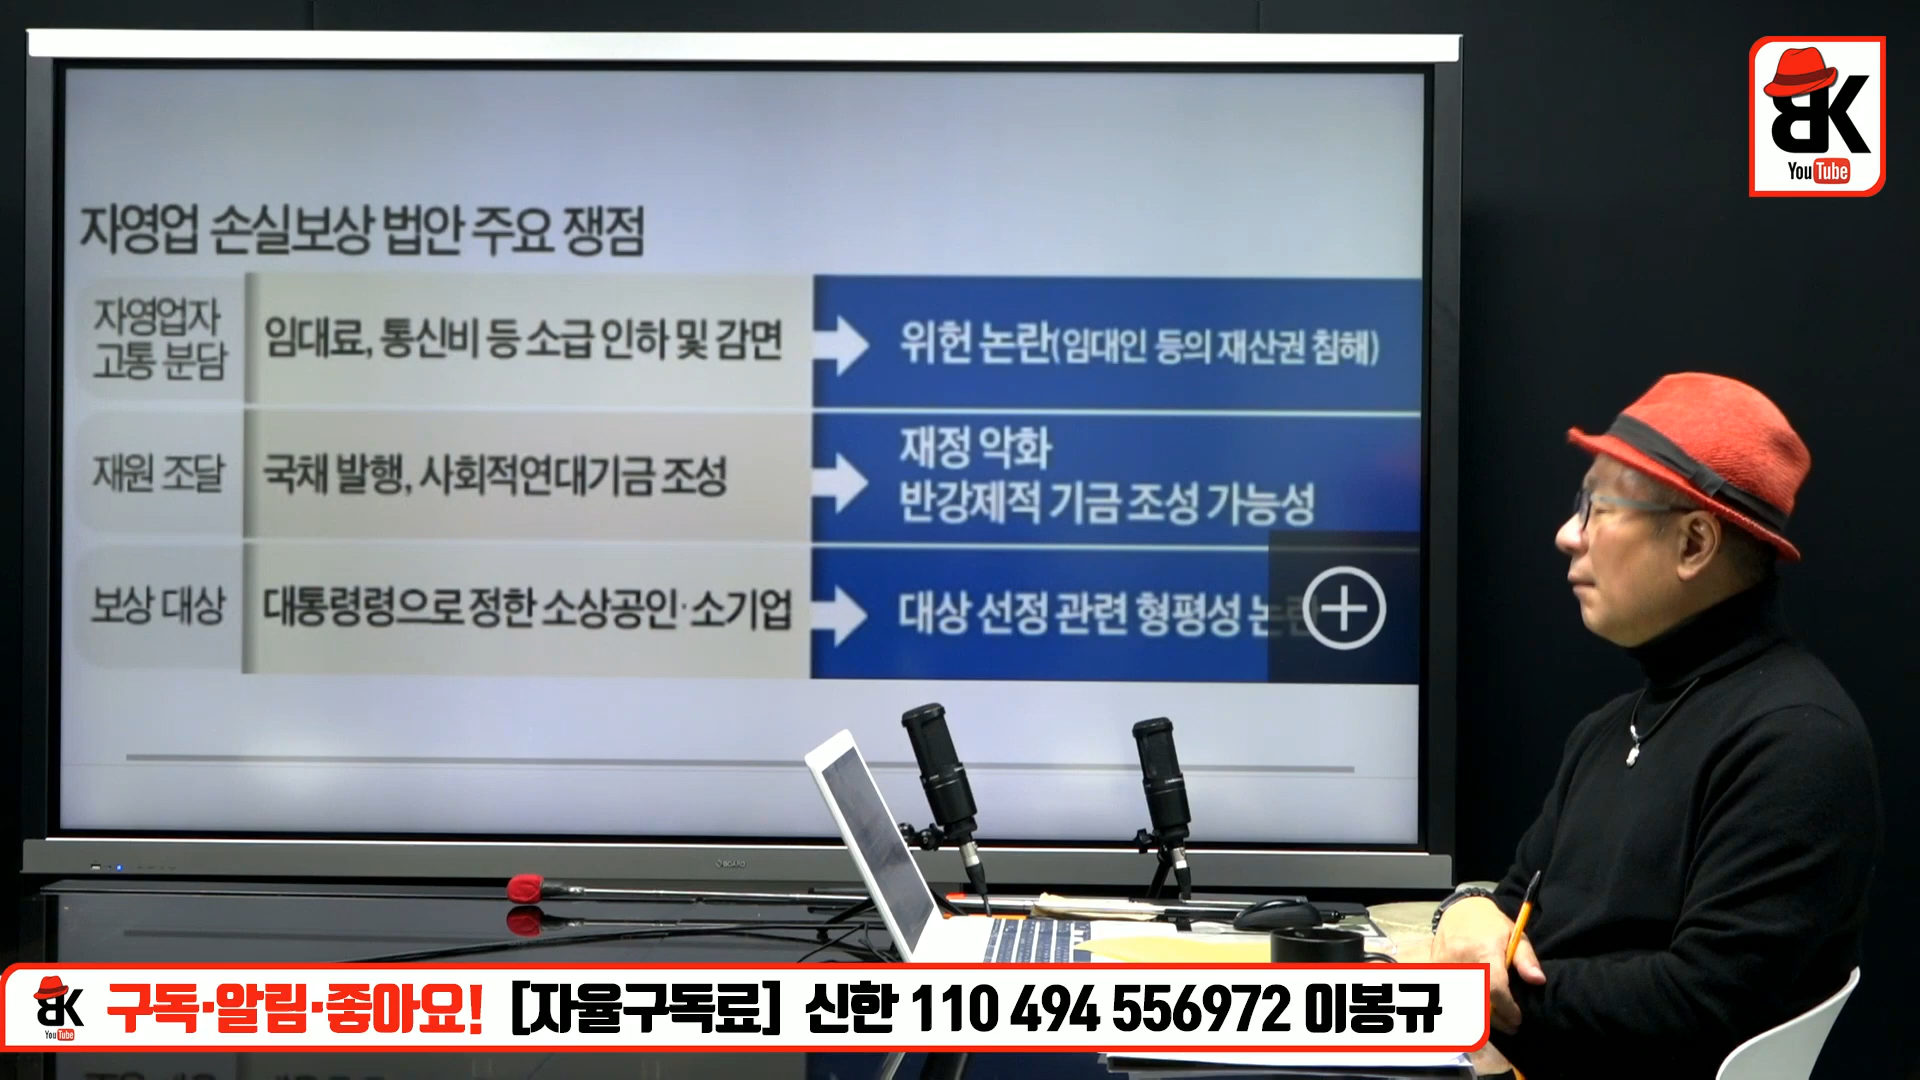 BK
YouTube
자영업 손실보상 법안 주요 쟁점
자영업자
고통 분담
임대료, 통신비 등 소급 인하 및 감면
위헌 논란(임대인 등의 재산권 침해)
재원 조달
국채 발행, 사회적연대기금 조성
재정 악화
반강제적 기금 조성 가능성
보상 대상
대통령령으로 정한 소상공인·소기업
대상 선정 관련 형평성
BK
YouTube
구독·알림·좋아요! [자율구독료] 신한 110 494 556972 이봉규